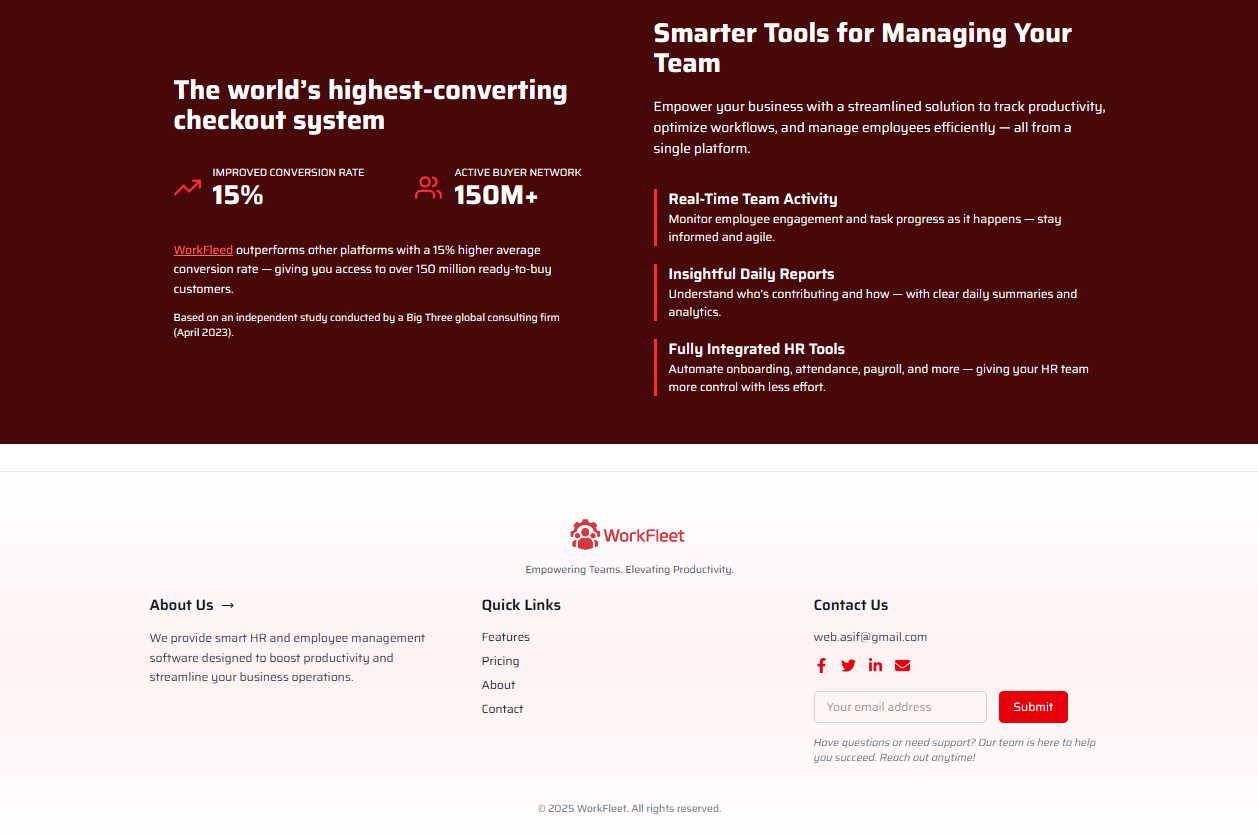 The world’s highest-converting
checkout system
IMPROVED CONVERSION RATE
15%
ACTIVE BUYER NETWORK
150M+
WorkFleed outperforms other platforms with a 15% higher average
conversion rate — giving you access to over 150 million ready-to-buy
customers.
Based on an independent study conducted by a Big Three global consulting firm
(April 2023).
Smarter Tools for Managing Your
Team
Empower your business with a streamlined solution to track productivity,
optimize workflows, and manage employees efficiently — all from a
single platform.
Real-Time Team Activity
Monitor employee engagement and task progress as it happens — stay
informed and agile.
Insightful Daily Reports
Understand who's contributing and how — with clear daily summaries and
analytics.
Fully Integrated HR Tools
Automate onboarding, attendance, payroll, and more — giving your HR team
more control with less effort.
WorkFleet
Empowering Teams. Elevating Productivity.
About Us →
We provide smart HR and employee management
software designed to boost productivity and
streamline your business operations.
Quick Links
Features
Pricing
About
Contact
Contact Us
web.asif@gmail.com
Your email address
Submit
Have questions or need support? Our team is here to help
you succeed. Reach out anytime!
© 2025 WorkFleet. All rights reserved.